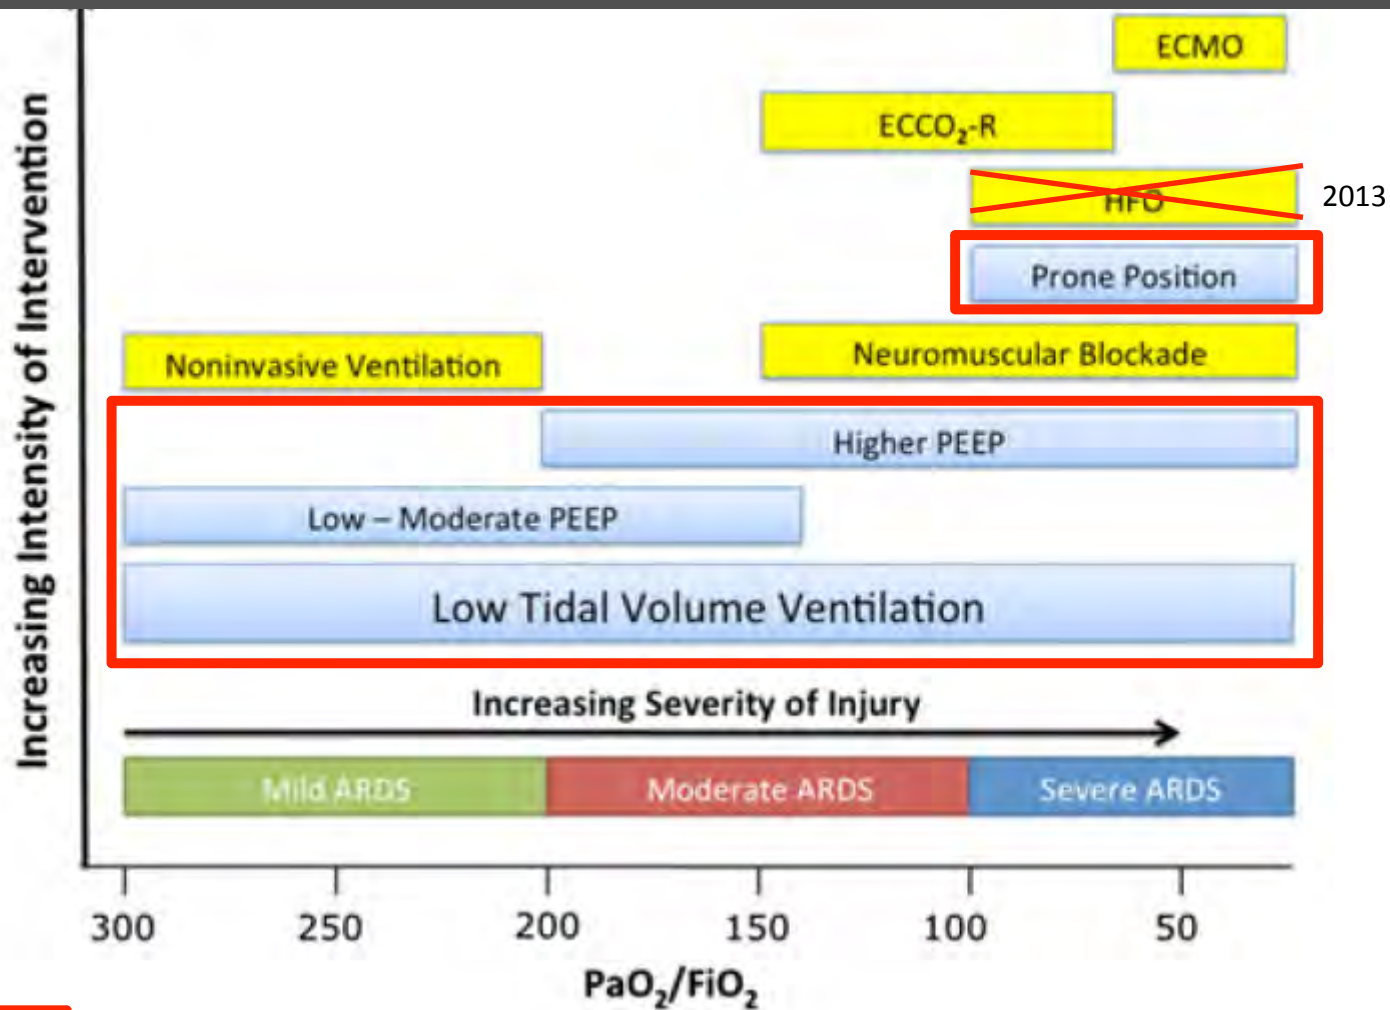 Increasing Intensity of Intervention
ECMO
ECCO₂-R
HFO
2013
Prone Position
Neuromuscular Blockade
Noninvasive Ventilation
Higher PEEP
Low – Moderate PEEP
Low Tidal Volume Ventilation
Increasing Severity of Injury
Mild ARDS Moderate ARDS Severe ARDS
300 250 200 150 100 50
PaO₂/FiO₂